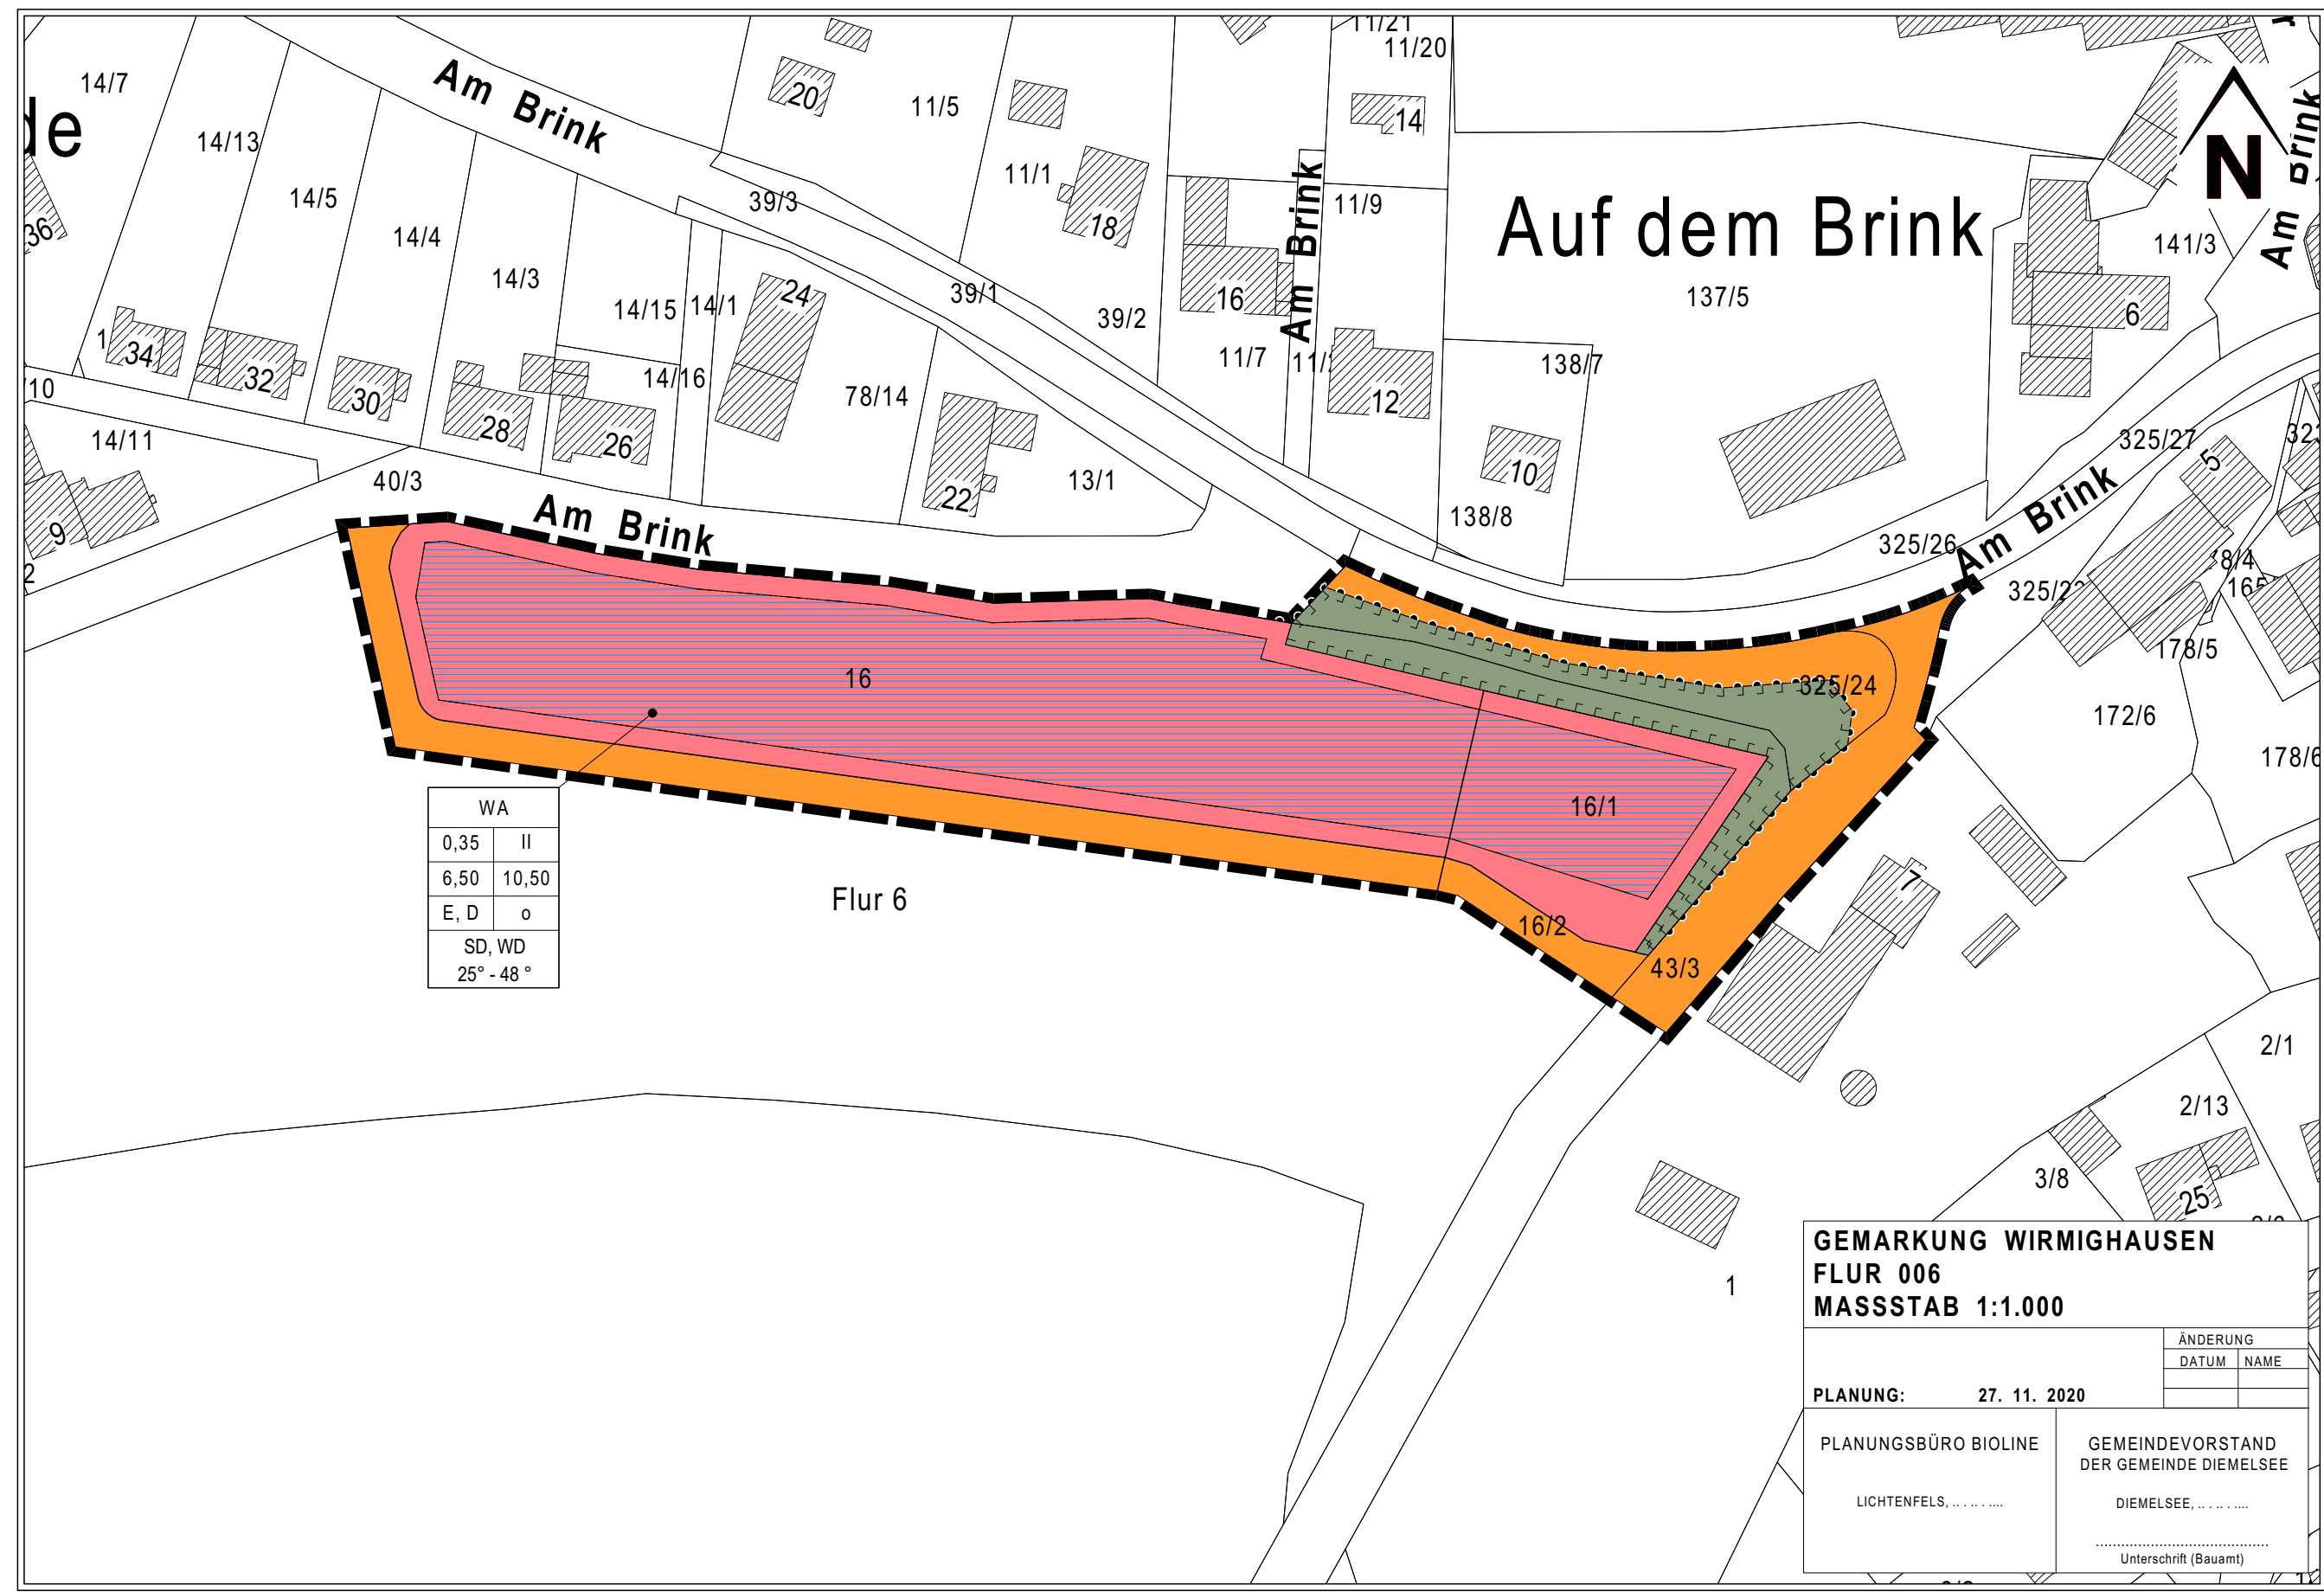 11/21
11/20
14/7
Am Brink
20
11/5
14
14/13
11/1
Am Brink
14/5
39/3
11/9
Auf dem Brink
N
Am Brink
36
18
14/4
141/3
14/3
14/15
14/1
24
39/1
39/2
16
137/5
6
1
34
32
30
28
26
14/16
11/7
12
138/7
78/14
10
14/11
22
40/3
13/1
138/8
325/27
5
9
Am Brink
325/26
Am Brink
178/5
16
325/24
172/6
16/1
WA
0,35 II
6,50 10,50
E, D o
SD, WD
25° - 48 °
Flur 6
7
16/2
43/3
2/1
2/13
3/8
25
1
GEMARKUNG WIRMIGHAUSEN
FLUR 006
MASSSTAB 1:1.000
ÄNDERUNG
DATUM NAME
PLANUNG: 27. 11. 2020
PLANUNGSBÜRO BIOLINE
LICHTENFELS, .. . .. . ....
GEMEINDEVORSTAND
DER GEMEINDE DIEMELSEE
DIEMELSEE, .. . .. . ....
Unterschrift (Bauamt)